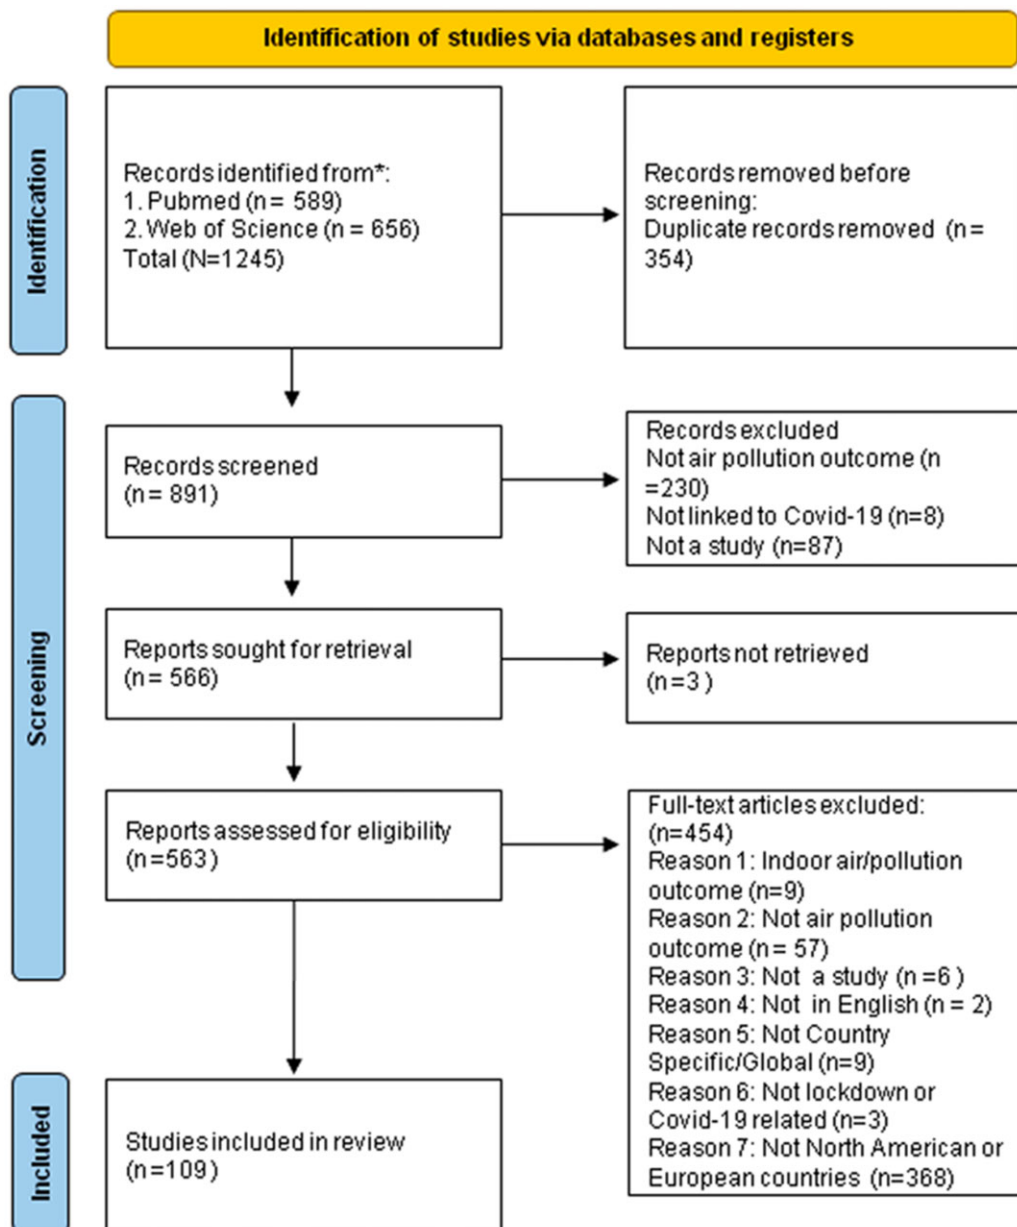 Identification of studies via databases and registers
Identification
Records identified from*:
1. Pubmed (n = 589)
2. Web of Science (n = 656)
Total (N=1245)
Records removed before
screening:
Duplicate records removed (n =
354)
Screening
Records screened
(n = 891)
Records excluded
Not air pollution outcome (n
=230)
Not linked to Covid-19 (n=8)
Not a study (n=87)
Reports sought for retrieval
(n = 566)
Reports not retrieved
(n=3 )
Reports assessed for eligibility
(n=563 )
Full-text articles excluded:
(n=454)
Reason 1: Indoor air/pollution
outcome (n=9)
Reason 2: Not air pollution
outcome (n = 57)
Reason 3: Not a study (n =6 )
Reason 4: Not in English (n = 2)
Reason 5: Not Country
Specific/Global (n=9)
Reason 6: Not lockdown or
Covid-19 related (n=3)
Reason 7: Not North American or
European countries (n=368)
Included
Studies included in review
(n=109)